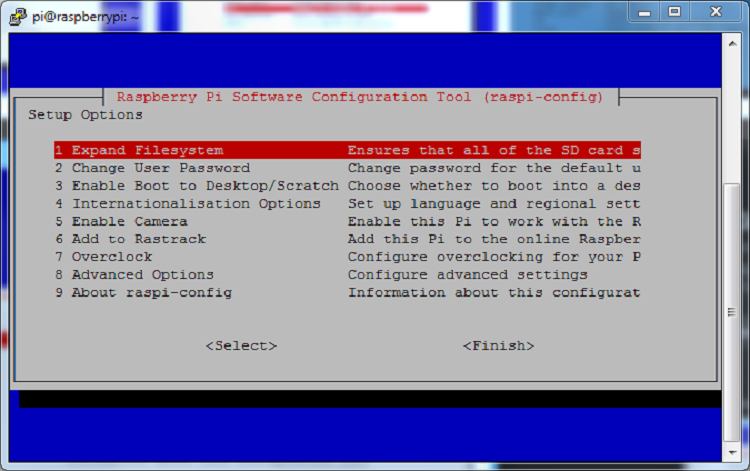 pi@raspberrypi: ~
Raspberry Pi Software Configuration Tool (raspi-config)
Setup Options
1 Expand Filesystem Ensures that all of the SD card s
2 Change User Password Change password for the default u
3 Enable Boot to Desktop/Scratch Choose whether to boot into a des
4 Internationalisation Options Set up language and regional sett
5 Enable Camera Enable this Pi to work with the R
6 Add to Rastrack Add this Pi to the online Raspber
7 Overclock Configure overclocking for your P
8 Advanced Options Configure advanced settings
9 About raspi-config Information about this configurat
<Select> <Finish>